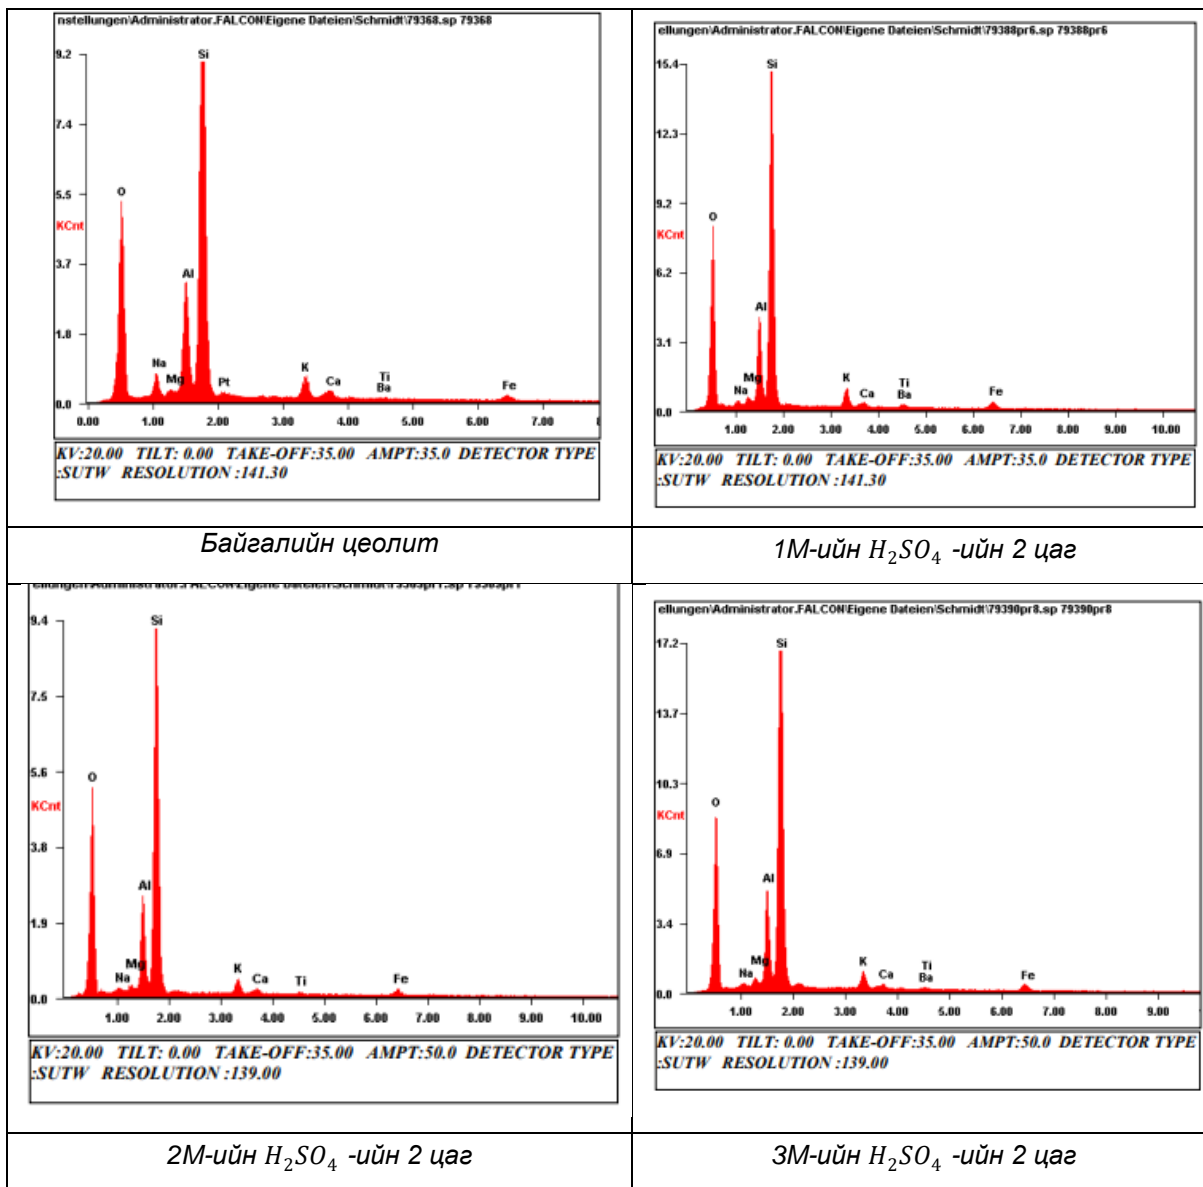 nstellungen\Administrator.FALCON\Eigene Dateien\Schmidt\79368.sp 79368
9.2
7.4
5.5
KCnt
3.7
1.8
0.0
O
Na
Mg
Al
Si
Pt
K
Ca
Ti
Ba
Fe
0.00 1.00 2.00 3.00 4.00 5.00 6.00 7.00
KV:20.00 TILT: 0.00 TAKE-OFF:35.00 AMPT:35.0 DETECTOR TYPE
:SUTW RESOLUTION :141.30
Байгалийн цеолит
ellungen\Administrator.FALCON\Eigene Dateien\Schmidt\79388pr6.sp 79388pr6
15.4
12.3
9.2
KCnt
6.2
3.1
0.0
O
Na
Mg
Al
Si
K
Ca
Ti
Ba
Fe
1.00 2.00 3.00 4.00 5.00 6.00 7.00 8.00 9.00 10.00
KV:20.00 TILT: 0.00 TAKE-OFF:35.00 AMPT:35.0 DETECTOR TYPE
:SUTW RESOLUTION :141.30
1М-ийн H₂SO₄ -ийн 2 цаг
9.4
7.5
5.6
KCnt
3.8
1.9
0.0
O
Na
Mg
Al
Si
K
Ca
Ti
Fe
1.00 2.00 3.00 4.00 5.00 6.00 7.00 8.00 9.00 10.00
KV:20.00 TILT: 0.00 TAKE-OFF:35.00 AMPT:50.0 DETECTOR TYPE
:SUTW RESOLUTION :139.00
2М-ийн H₂SO₄ -ийн 2 цаг
ellungen\Administrator.FALCON\Eigene Dateien\Schmidt\79390pr8.sp 79390pr8
17.2
13.7
10.3
KCnt
6.9
3.4
0.0
O
Na
Mg
Al
Si
K
Ca
Ti
Ba
Fe
1.00 2.00 3.00 4.00 5.00 6.00 7.00 8.00 9.00
KV:20.00 TILT: 0.00 TAKE-OFF:35.00 AMPT:50.0 DETECTOR TYPE
:SUTW RESOLUTION :139.00
3М-ийн H₂SO₄ -ийн 2 цаг